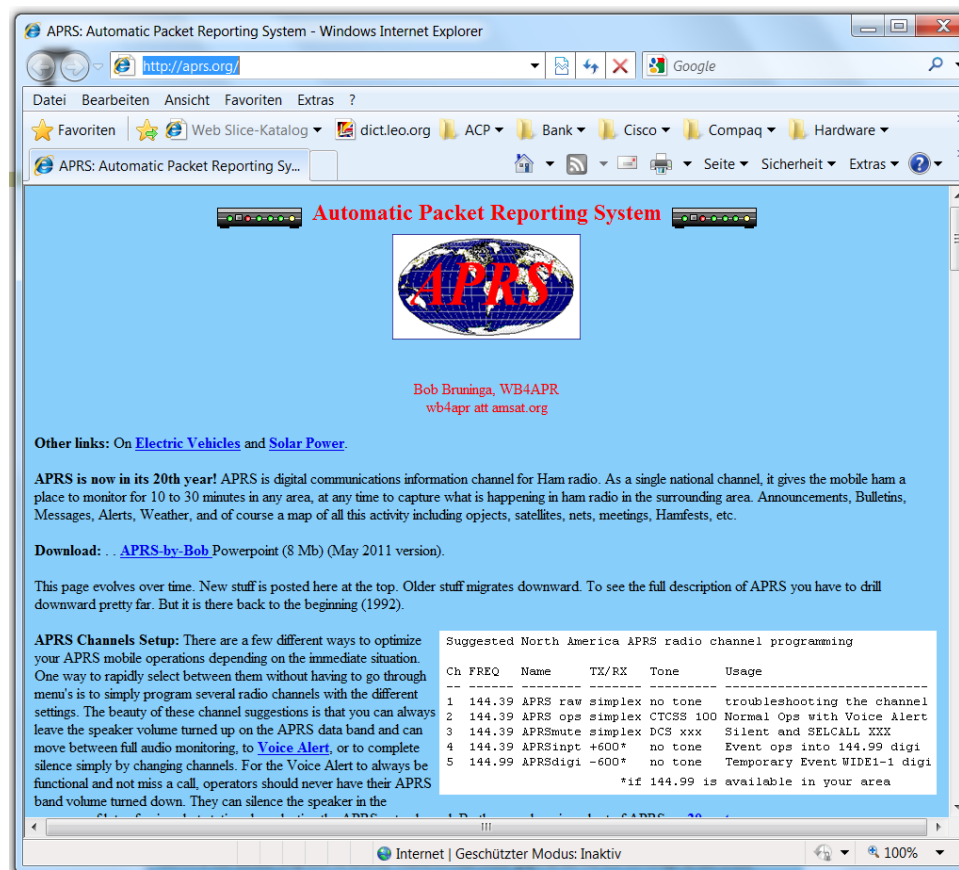 APRS: Automatic Packet Reporting System - Windows Internet Explorer
http://aprs.org/
Google
Datei Bearbeiten Ansicht Favoriten Extras ?
Favoriten Web Slice-Katalog dict.leo.org ACP Bank Cisco Compaq Hardware
APRS: Automatic Packet Reporting Sy... Seite Sicherheit Extras
Automatic Packet Reporting System
APRS
Bob Bruninga, WB4APR
wb4apr att amsat.org
Other links: On Electric Vehicles and Solar Power.
APRS is now in its 20th year! APRS is digital communications information channel for Ham radio. As a single national channel, it gives the mobile ham a
place to monitor for 10 to 30 minutes in any area, at any time to capture what is happening in ham radio in the surrounding area. Announcements, Bulletins,
Messages, Alerts, Weather, and of course a map of all this activity including opjects, satellites, nets, meetings, Hamfests, etc.
Download: . . APRS-by-Bob Powerpoint (8 Mb) (May 2011 version).
This page evolves over time. New stuff is posted here at the top. Older stuff migrates downward. To see the full description of APRS you have to drill
downward pretty far. But it is there back to the beginning (1992).
APRS Channels Setup: There are a few different ways to optimize
your APRS mobile operations depending on the immediate situation.
One way to rapidly select between them without having to go through
menu's is to simply program several radio channels with the different
settings. The beauty of these channel suggestions is that you can always
leave the speaker volume turned up on the APRS data band and can
move between full audio monitoring, to Voice Alert, or to complete
silence simply by changing channels. For the Voice Alert to always be
functional and not miss a call, operators should never have their APRS
band volume turned down. They can silence the speaker in the
Suggested North America APRS radio channel programming
Ch FREQ Name TX/RX Tone Usage
-- ------ -------- ------- --------- ---------------------------
1 144.39 APRS raw simplex no tone troubleshooting the channel
2 144.39 APRS ops simplex CTCSS 100 Normal Ops with Voice Alert
3 144.39 APRSmute simplex DCS xxx Silent and SELCALL XXX
4 144.39 APRSinpt +600* no tone Event ops into 144.99 digi
5 144.99 APRSdigi -600* no tone Temporary Event WIDE1-1 digi
*if 144.99 is available in your area
Internet | Geschützter Modus: Inaktiv
100%